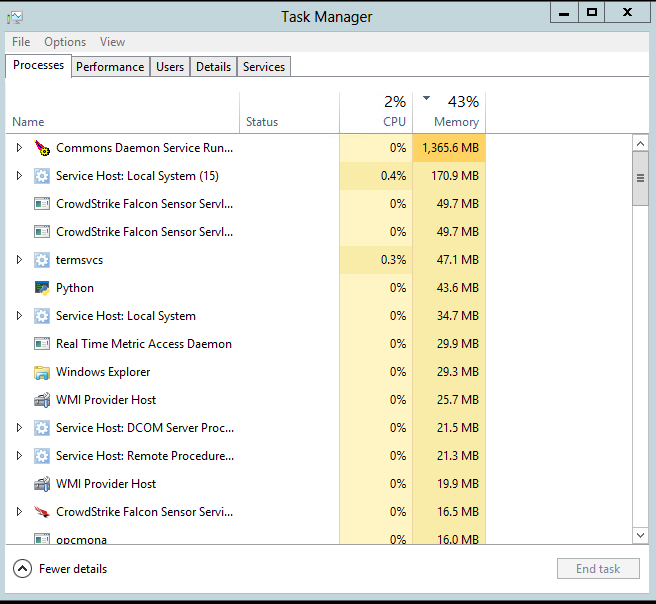 Task Manager
File Options View
Processes Performance Users Details Services
2% 43%
Name Status CPU Memory
Commons Daemon Service Run... 0% 1,365.6 MB
Service Host: Local System (15) 0.4% 170.9 MB
CrowdStrike Falcon Sensor Servl... 0% 49.7 MB
CrowdStrike Falcon Sensor Servl... 0% 49.7 MB
termsvcs 0.3% 47.1 MB
Python 0% 43.6 MB
Service Host: Local System 0% 34.7 MB
Real Time Metric Access Daemon 0% 29.9 MB
Windows Explorer 0% 29.3 MB
WMI Provider Host 0% 25.7 MB
Service Host: DCOM Server Proc... 0% 21.5 MB
Service Host: Remote Procedure... 0% 21.3 MB
WMI Provider Host 0% 19.9 MB
CrowdStrike Falcon Sensor Servi... 0% 16.5 MB
opcmona 0% 16.0 MB
Fewer details End task